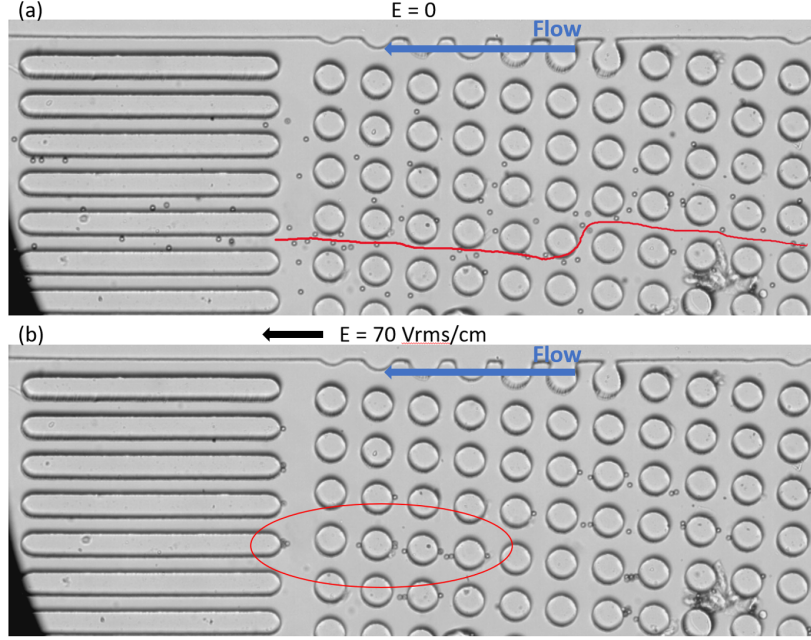 (a)
E = 0
Flow
(b)
E = 70 Vrms/cm
Flow